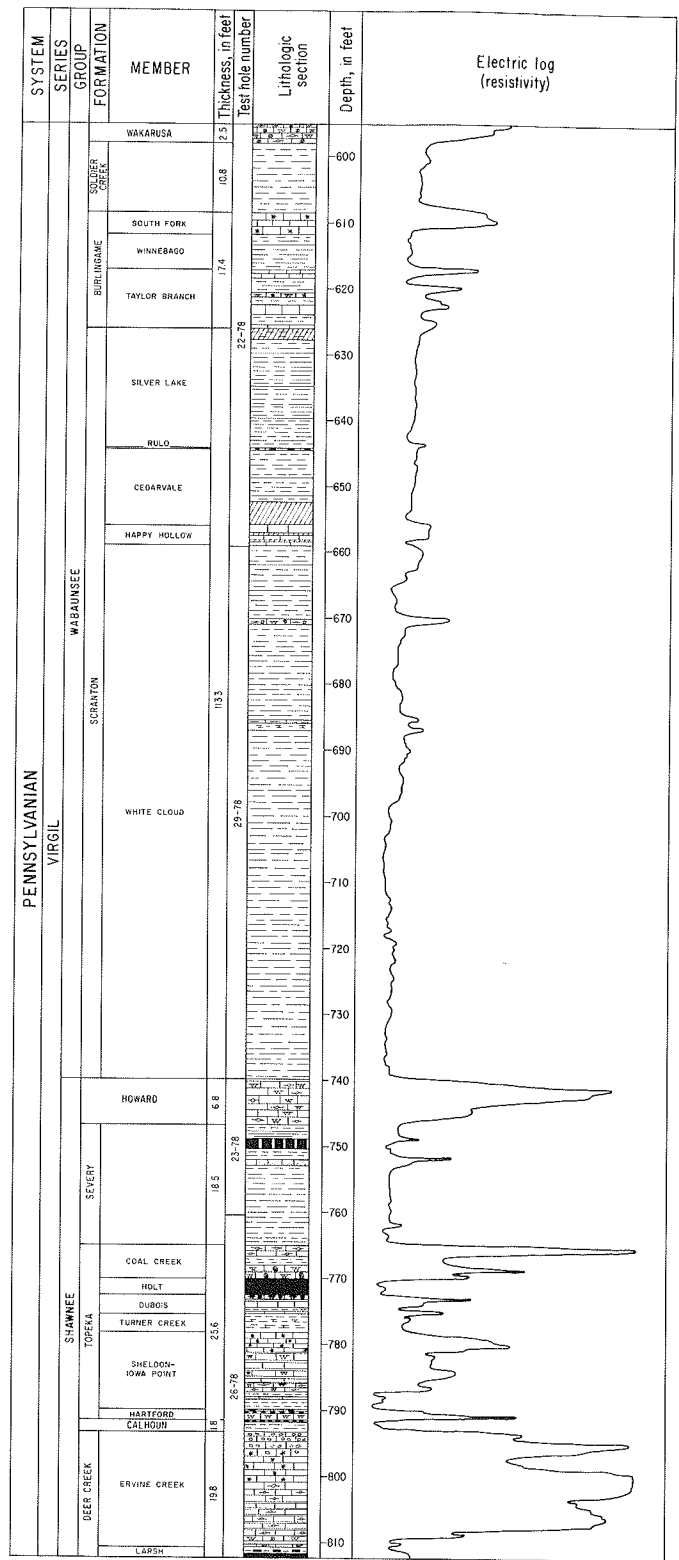 SYSTEM
SERIES
GROUP
FORMATION
MEMBER
Thickness, in feet
Test hole number
Lithologic
section
Depth, in feet
Electric log
(resistivity)
PENNSYLVANIAN
VIRGIL
WABAUNSEE
SHAWNEE
SOLDIER
CREEK
BURLINGAME
SCRANTON
SEVERY
TOPEKA
DEER CREEK
WAKARUSA
SOUTH FORK
WINNEBAGO
TAYLOR BRANCH
SILVER LAKE
RULO
CEDARVALE
HAPPY HOLLOW
WHITE CLOUD
HOWARD
COAL CREEK
HOLT
DUBOIS
TURNER CREEK
SHELDON-
IOWA POINT
HARTFORD
CALHOUN
ERVINE CREEK
LARSH
2.5
10.8
17.4
113.3
6.8
18.5
25.6
1.8
19.8
22-78
29-78
23-78
26-78
600
610
620
630
640
650
660
670
680
690
700
710
720
730
740
750
760
770
780
790
800
810